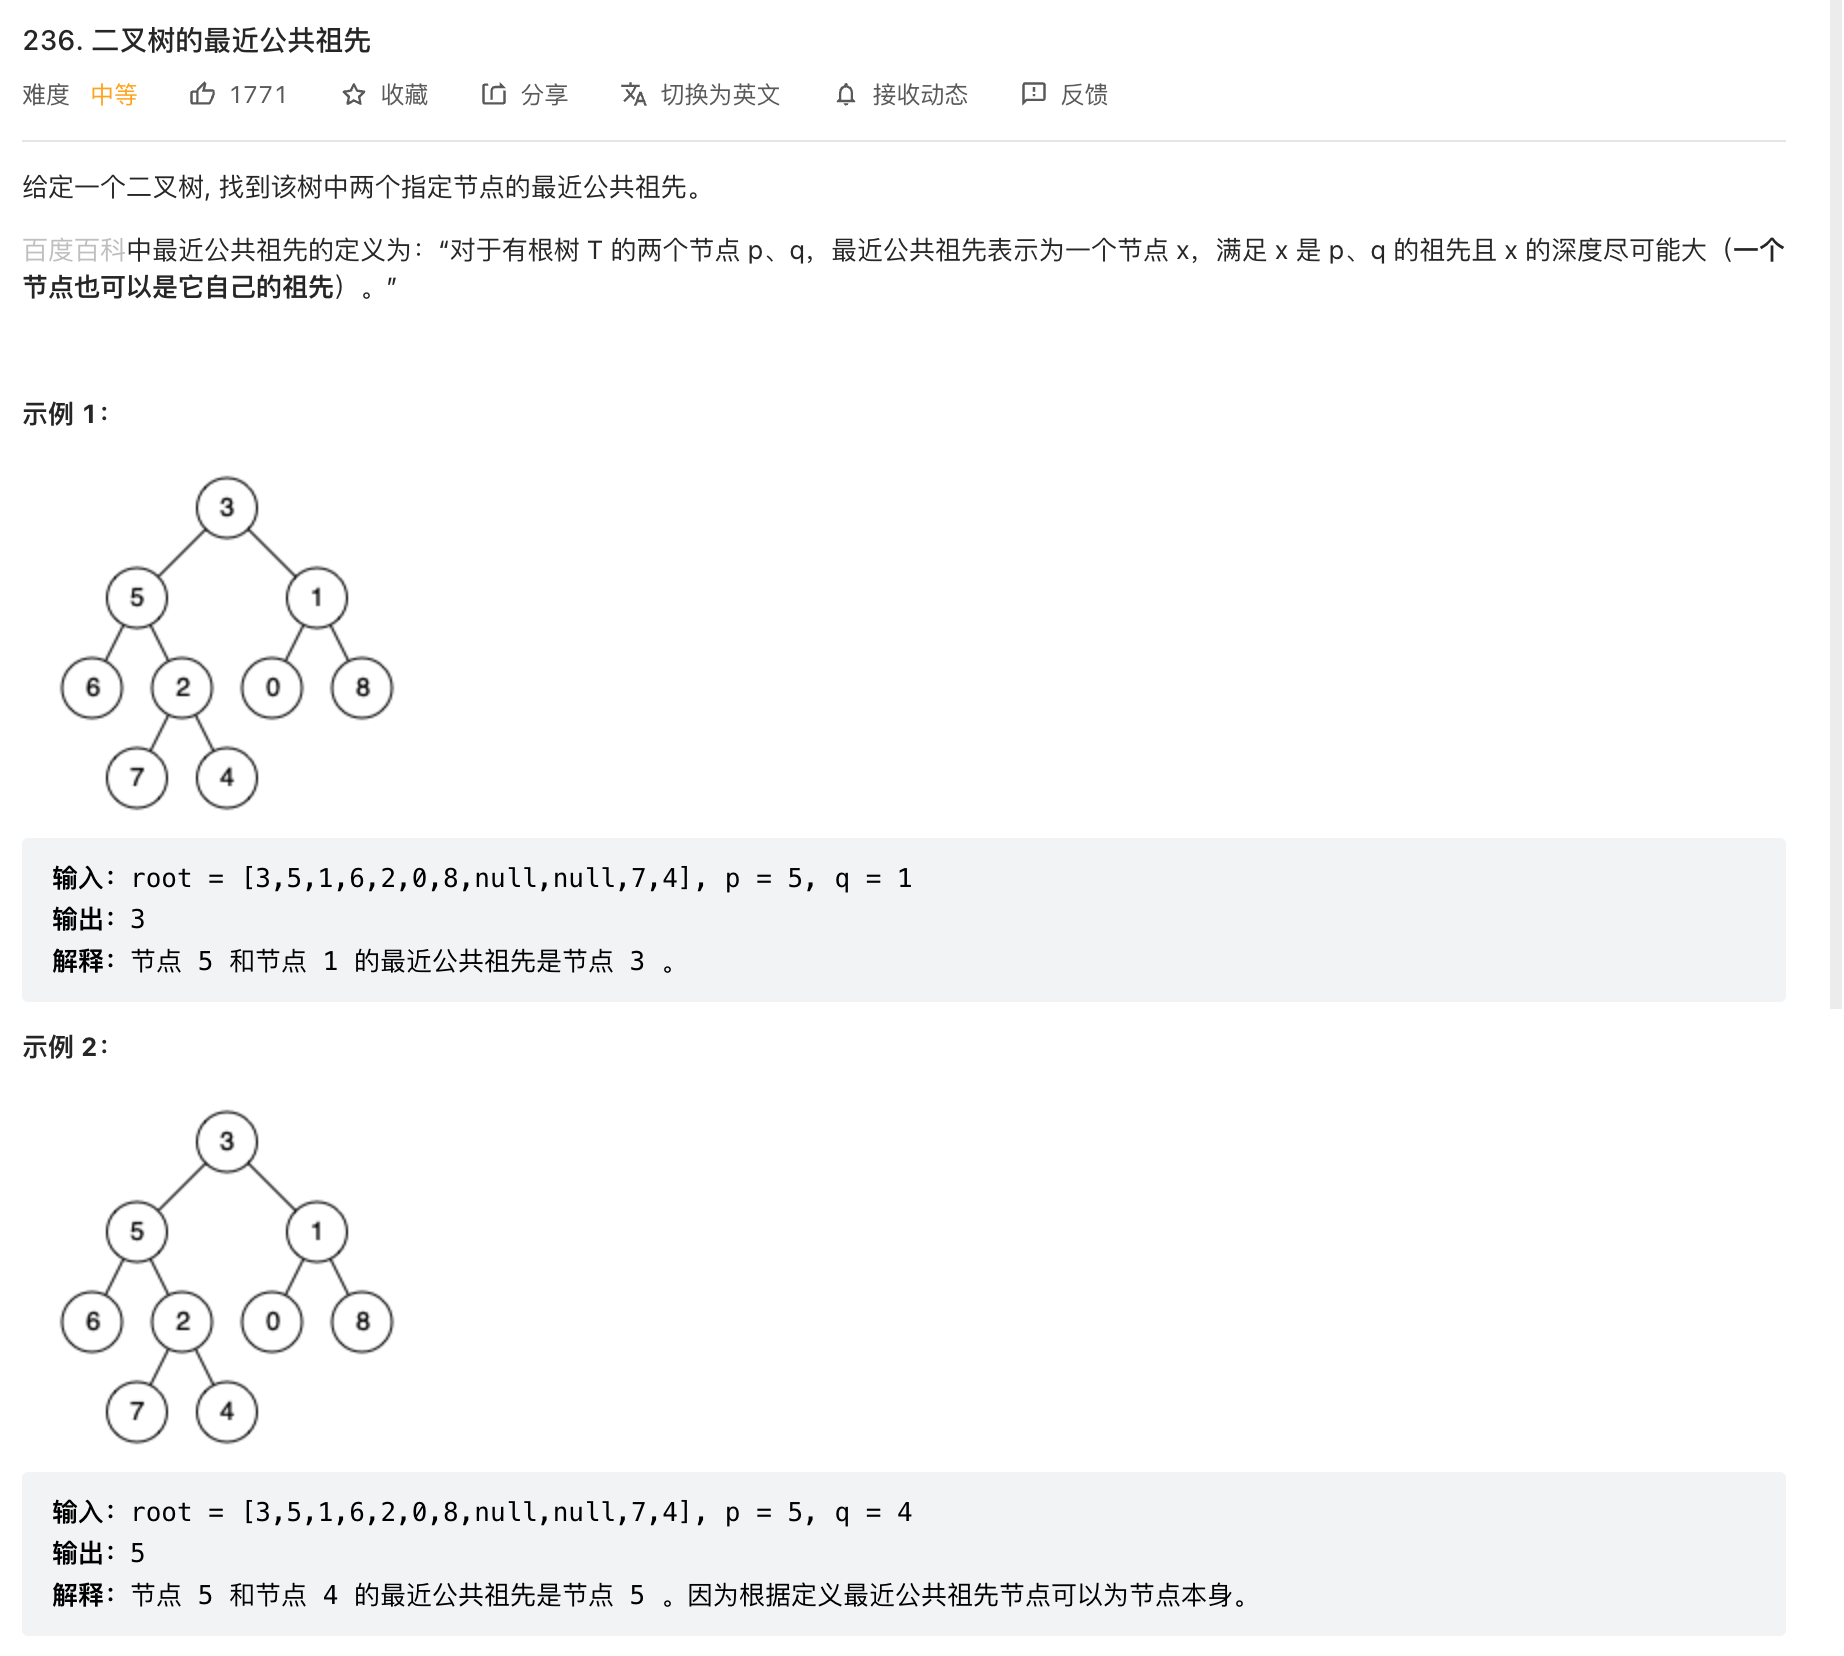 236. 二叉树的最近公共祖先
难度 中等 1771 收藏 分享 切换为英文 接收动态 反馈
给定一个二叉树, 找到该树中两个指定节点的最近公共祖先。
百度百科中最近公共祖先的定义为：“对于有根树 T 的两个节点 p、q，最近公共祖先表示为一个节点 x，满足 x 是 p、q 的祖先且 x 的深度尽可能大（一个
节点也可以是它自己的祖先）。”
示例 1：
3
5 1
6 2 0 8
7 4
输入：root = [3,5,1,6,2,0,8,null,null,7,4], p = 5, q = 1
输出：3
解释：节点 5 和节点 1 的最近公共祖先是节点 3 。
示例 2：
3
5 1
6 2 0 8
7 4
输入：root = [3,5,1,6,2,0,8,null,null,7,4], p = 5, q = 4
输出：5
解释：节点 5 和节点 4 的最近公共祖先是节点 5 。因为根据定义最近公共祖先节点可以为节点本身。